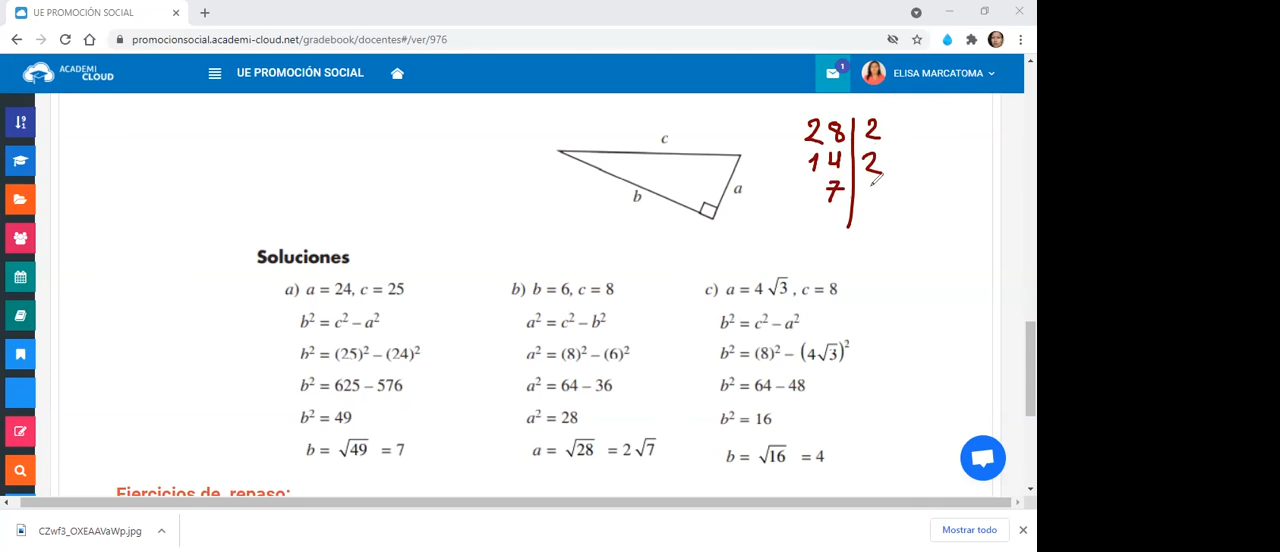 UE PROMOCIÓN SOCIAL
promocionsocial.academi-cloud.net/gradebook/docentes#/ver/976
ACADEMI CLOUD
UE PROMOCIÓN SOCIAL
1
ELISA MARCATOMA
c
b
a
28 | 2
14 | 2
7 |
Soluciones
a) a = 24, c = 25
b² = c² – a²
b² = (25)² – (24)²
b² = 625 – 576
b² = 49
b = √49 = 7
b) b = 6, c = 8
a² = c² – b²
a² = (8)² – (6)²
a² = 64 – 36
a² = 28
a = √28 = 2√7
c) a = 4√3, c = 8
b² = c² – a²
b² = (8)² – (4√3)²
b² = 64 – 48
b² = 16
b = √16 = 4
Ejercicios de repaso:
CZwf3_OXEAAVaWp.jpg
Mostrar todo